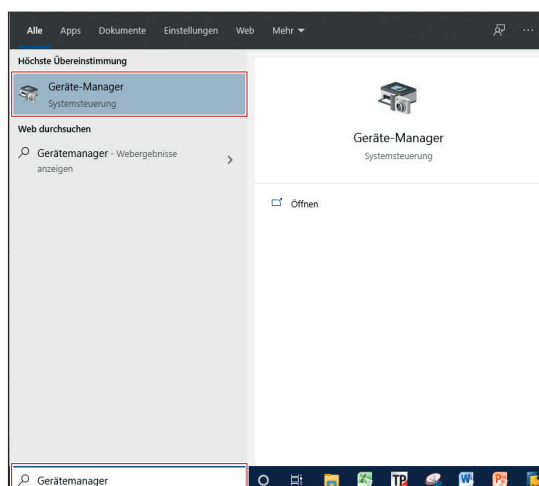 Alle Apps Dokumente Einstellungen Web Mehr
Höchste Übereinstimmung
Geräte-Manager
Systemsteuerung
Web durchsuchen
Gerätemanager - Webergebnisse
anzeigen
Geräte-Manager
Systemsteuerung
Öffnen
Gerätemanager
TP
W
P